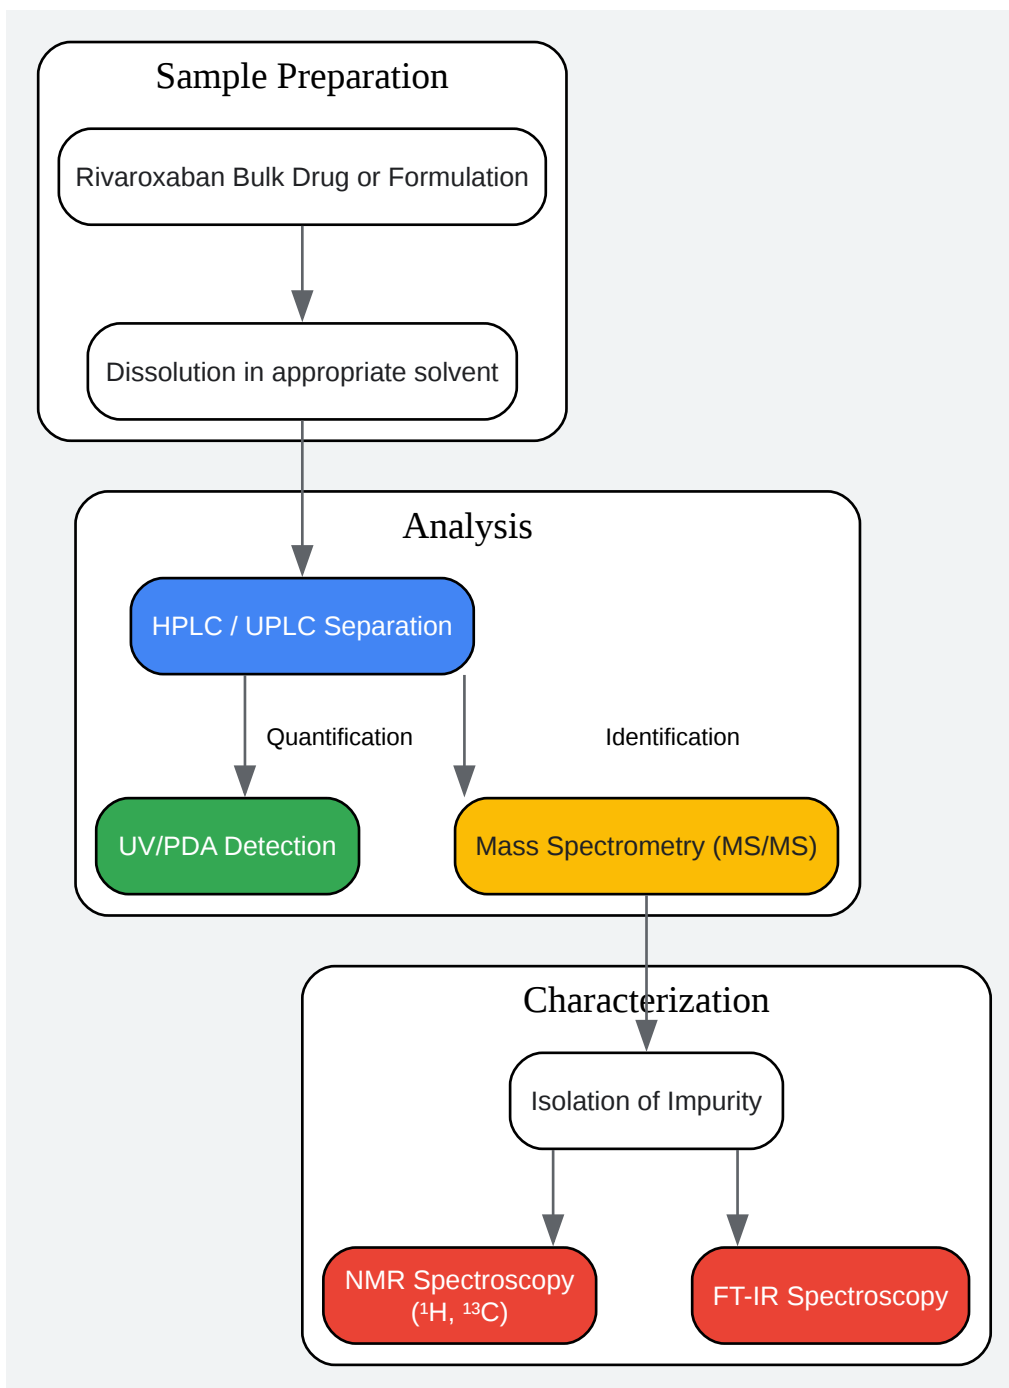 Sample Preparation
Rivaroxaban Bulk Drug or Formulation
Dissolution in appropriate solvent
Analysis
HPLC / UPLC Separation
Quantification
Identification
UV/PDA Detection
Mass Spectrometry (MS/MS)
Characterization
Isolation of Impurity
NMR Spectroscopy
(¹H, ¹³C)
FT-IR Spectroscopy